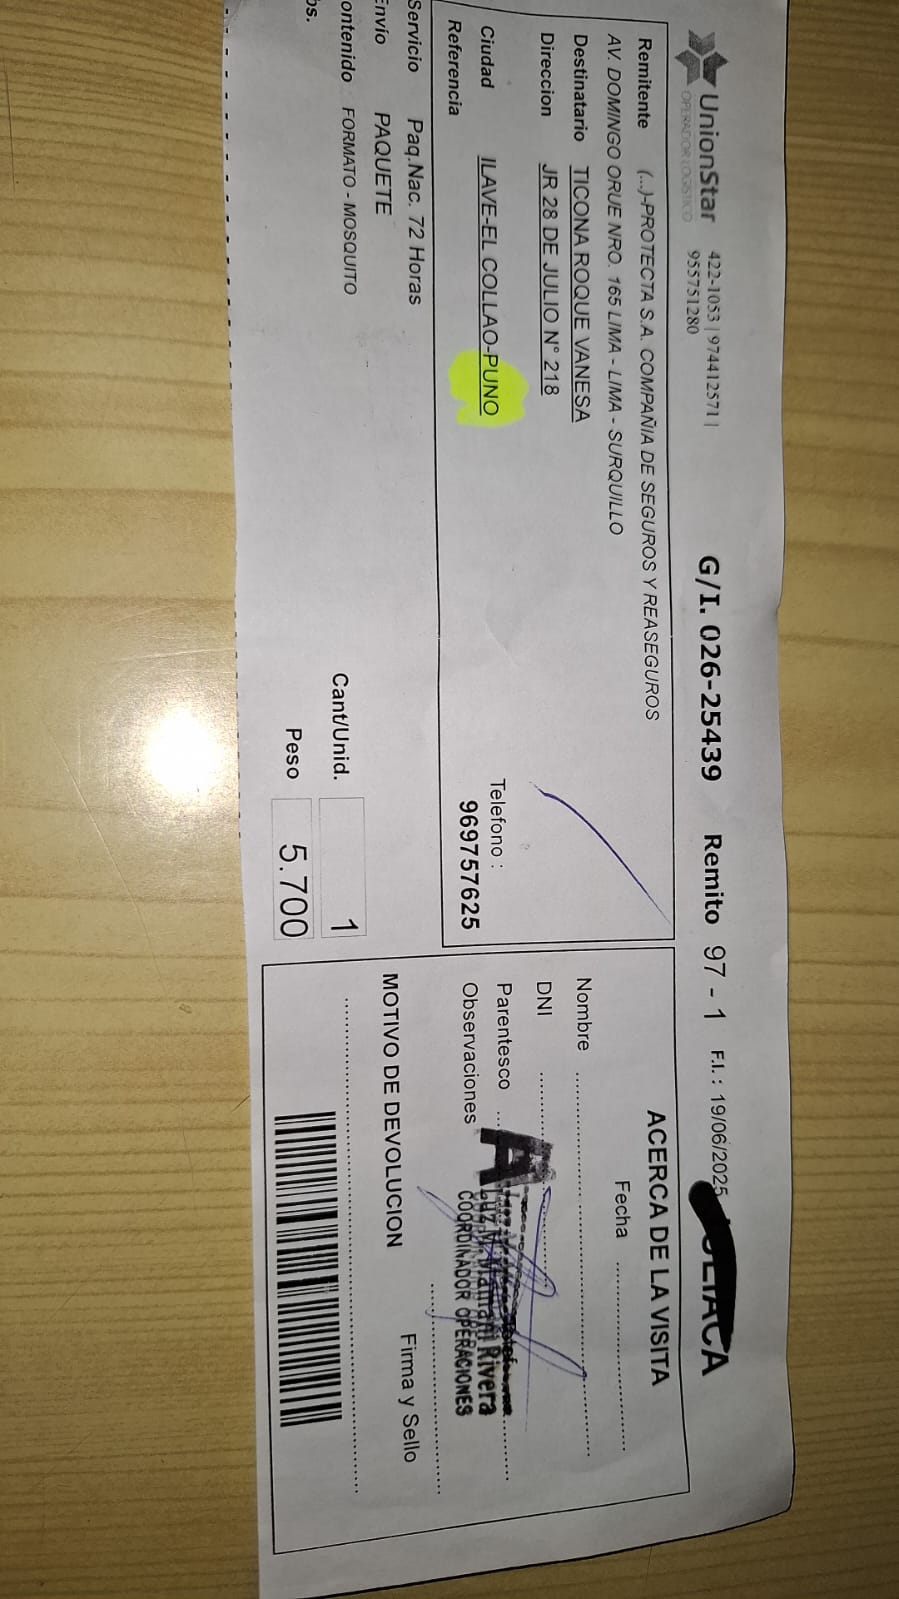 UnionStar
OPERADOR LOGISTICO
422-1053 | 974412571 |
955751280
G/I. 026-25439
Remito 97 - 1
F.I. : 19/06/2025
Remitente (...)-PROTECTA S.A. COMPAÑIA DE SEGUROS Y REASEGUROS
AV. DOMINGO ORUE NRO. 165 LIMA - LIMA - SURQUILLO
Destinatario TICONA ROQUE VANESA
Direccion JR 28 DE JULIO N° 218
Ciudad ILAVE-EL COLLAO-PUNO
Referencia
Telefono :
969757625
Servicio Paq.Nac. 72 Horas
Envío PAQUETE
ontenido : FORMATO - MOSQUITO
bs.
Cant/Unid. 1
Peso 5.700
ACERCA DE LA VISITA
Fecha
Nombre
DNI
Parentesco
Observaciones
Rivera
COORDINADOR OPERACIONES
Firma y Sello
MOTIVO DE DEVOLUCION